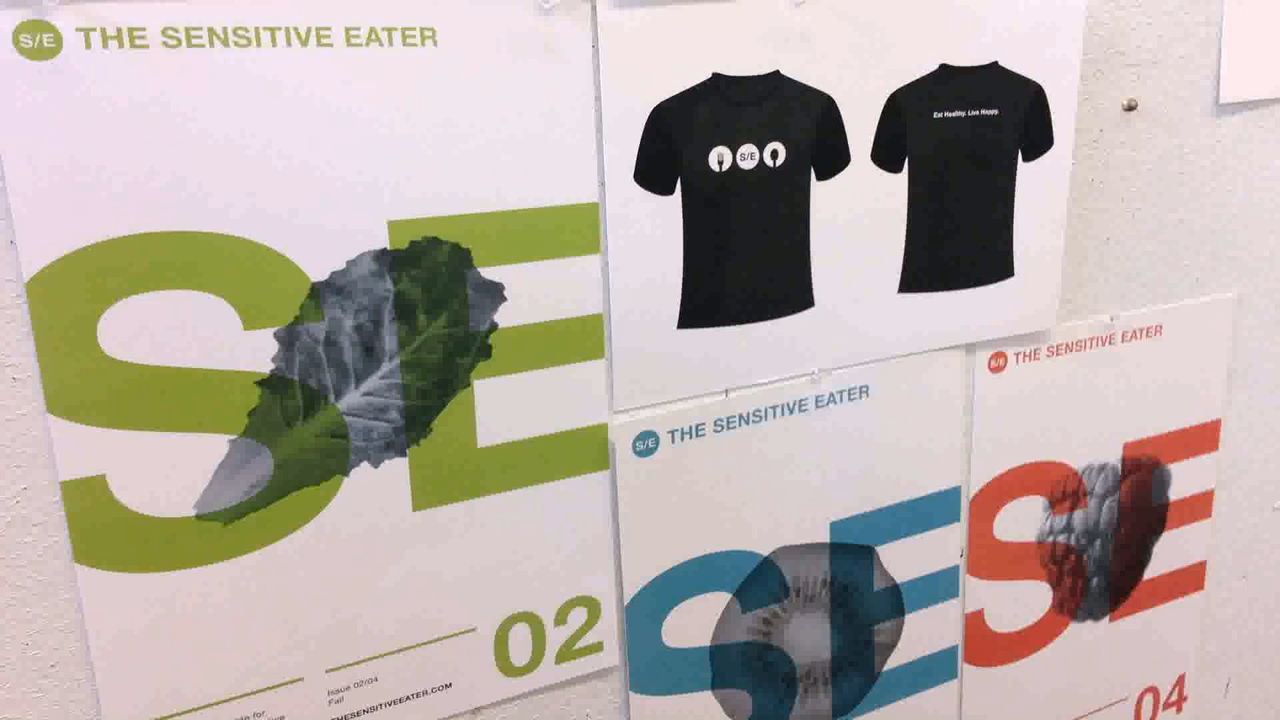 S/E THE SENSITIVE EATER
SE
02
Issue 02/04
Fall
THESENSITIVEEATER.COM
for
S/E
Eat Healthy. Live Happy.
S/E THE SENSITIVE EATER
SE
S/E THE SENSITIVE EATER
SE
04